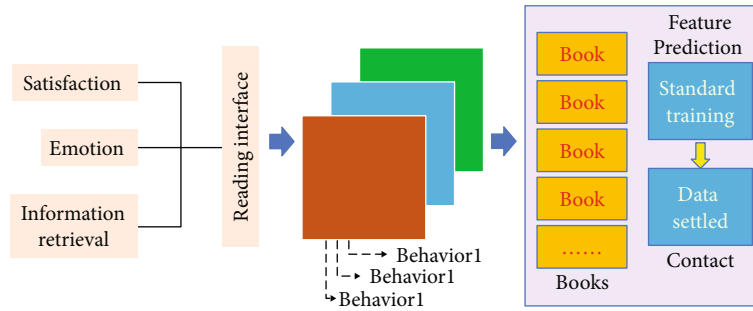 Satisfaction
Emotion
Information
retrieval
Reading interface
Behavior1
Behavior1
Behavior1
Book
Book
Book
Book
......
Books
Feature
Prediction
Standard
training
Data
settled
Contact